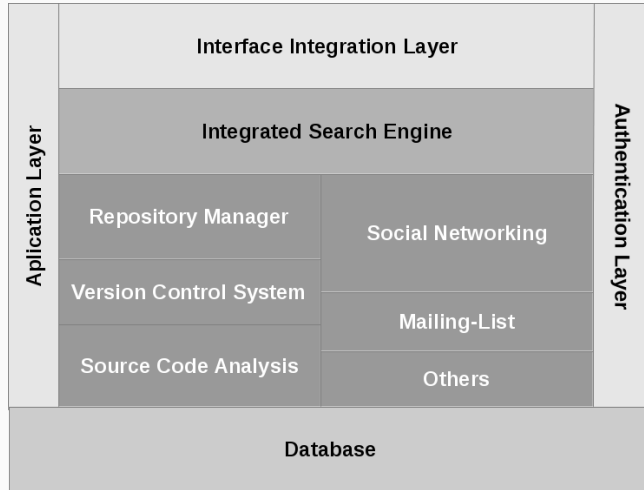 Interface Integration Layer
Integrated Search Engine
Aplication Layer
Repository Manager
Version Control System
Source Code Analysis
Social Networking
Mailing-List
Others
Authentication Layer
Database